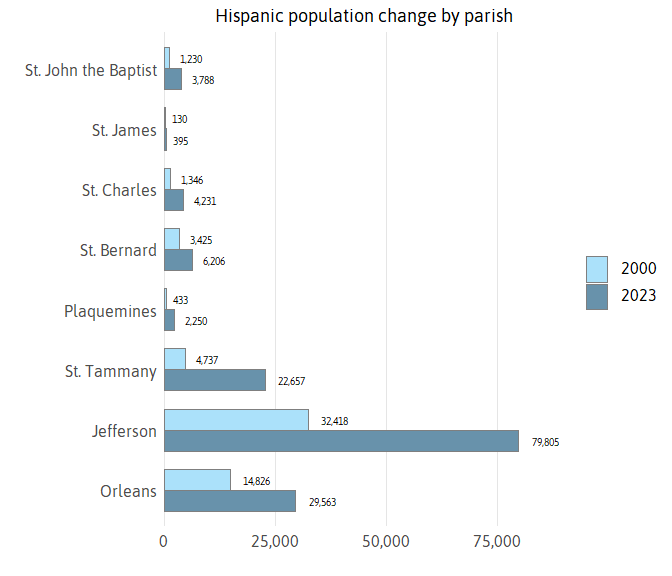 Hispanic population change by parish
St. John the Baptist
1,230
3,788
St. James
130
395
St. Charles
1,346
4,231
St. Bernard
3,425
6,206
Plaquemines
433
2,250
St. Tammany
4,737
22,657
Jefferson
32,418
79,805
Orleans
14,826
29,563
0 25,000 50,000 75,000
2000
2023